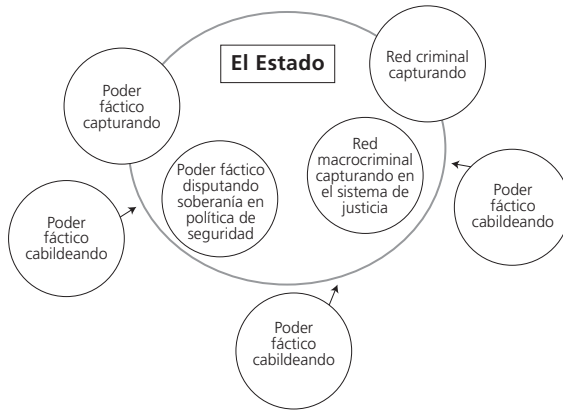 El Estado
Red criminal
capturando
Poder
fáctico
capturando
Poder fáctico
disputando
soberanía en
política de
seguridad
Red
macrocriminal
capturando en
el sistema de
justicia
Poder
fáctico
cabildeando
Poder
fáctico
cabildeando
Poder
fáctico
cabildeando